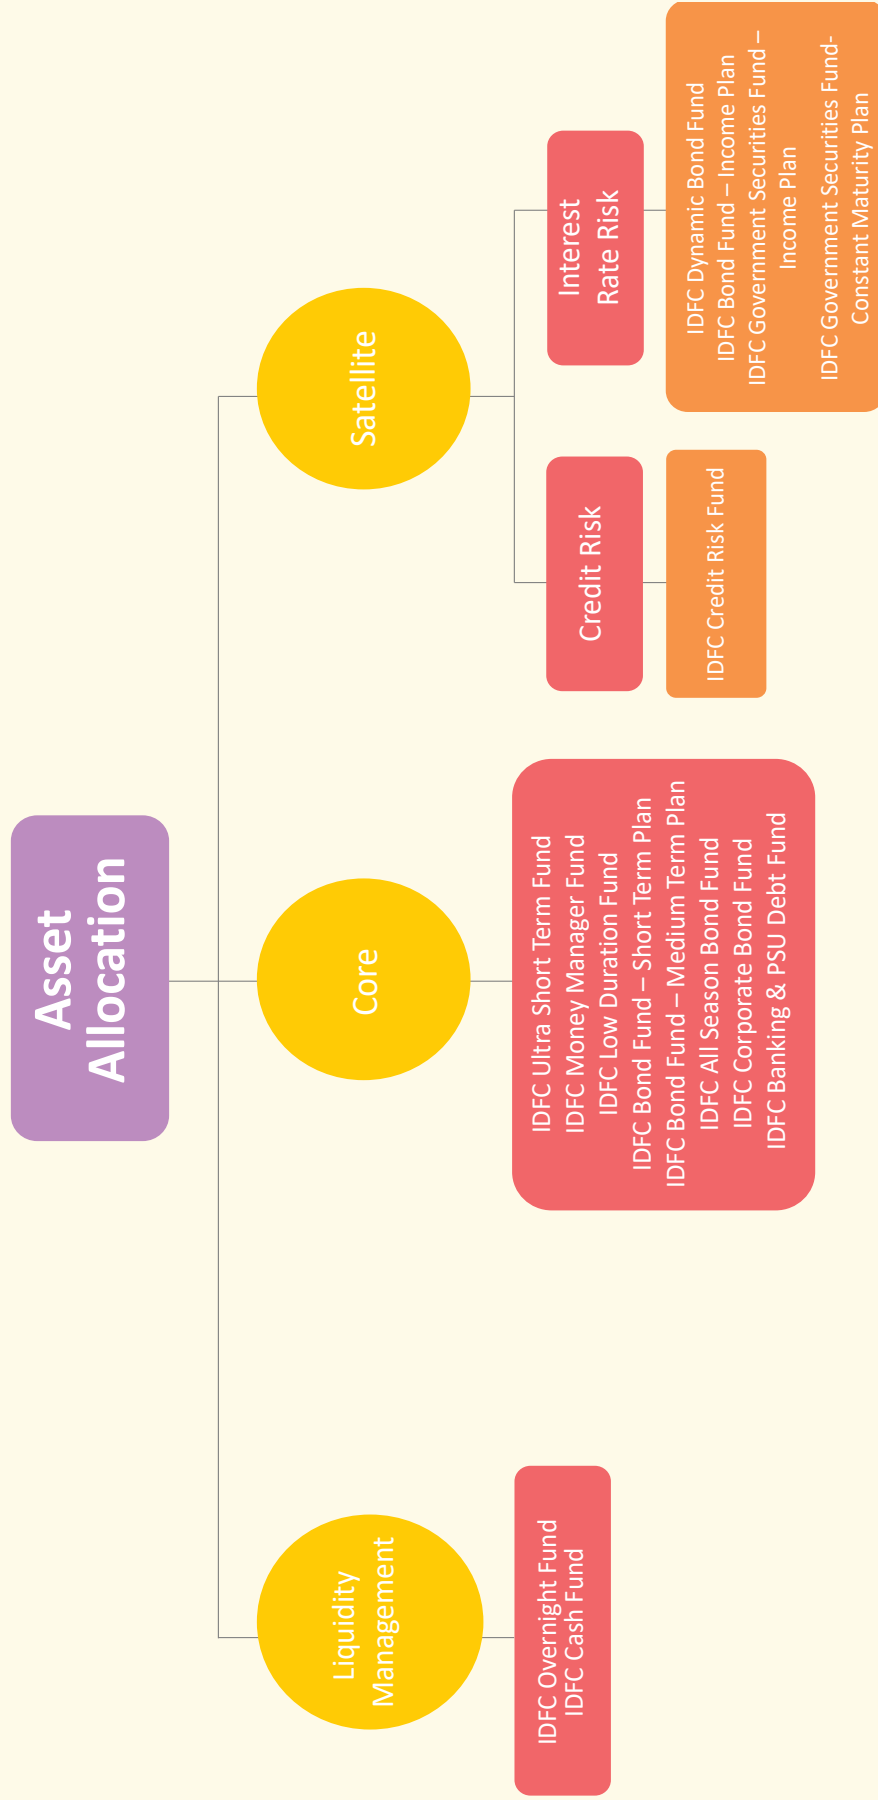 Asset
Allocation
Liquidity
Management
Core
Satellite
IDFC Overnight Fund
IDFC Cash Fund
IDFC Ultra Short Term Fund
IDFC Money Manager Fund
IDFC Low Duration Fund
IDFC Bond Fund – Short Term Plan
IDFC Bond Fund – Medium Term Plan
IDFC All Season Bond Fund
IDFC Corporate Bond Fund
IDFC Banking & PSU Debt Fund
Credit Risk
Interest
Rate Risk
IDFC Credit Risk Fund
IDFC Dynamic Bond Fund
IDFC Bond Fund – Income Plan
IDFC Government Securities Fund –
Income Plan
IDFC Government Securities Fund-
Constant Maturity Plan